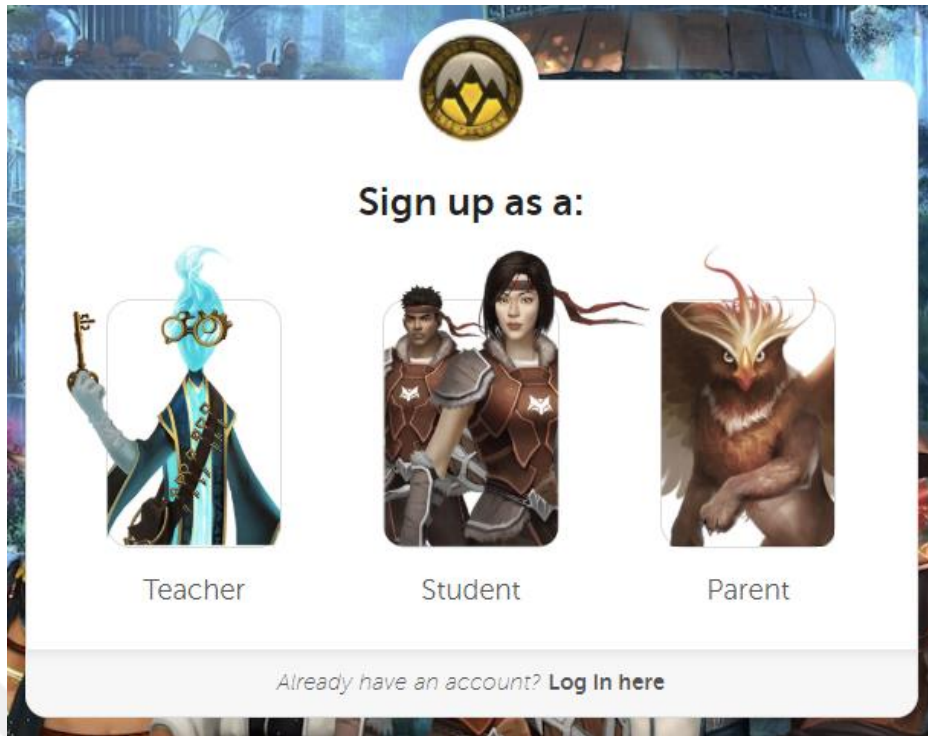 Sign up as a:
Teacher
Student
Parent
Already have an account? Log In here